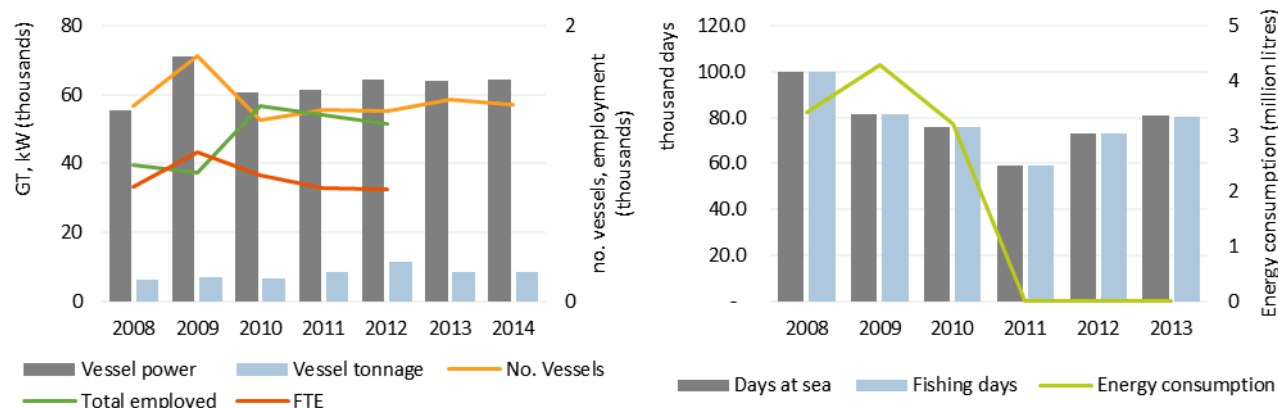 GT, kW (thousands)
80
60
40
20
0
2
0
no. vessels, employment
(thousands)
2008 2009 2010 2011 2012 2013 2014
Vessel power Vessel tonnage No. Vessels
Total employed FTE
thousand days
120.0
100.0
80.0
60.0
40.0
20.0
-
5
4
3
2
1
0
Energy consumption (million litres)
2008 2009 2010 2011 2012 2013
Days at sea Fishing days Energy consumption